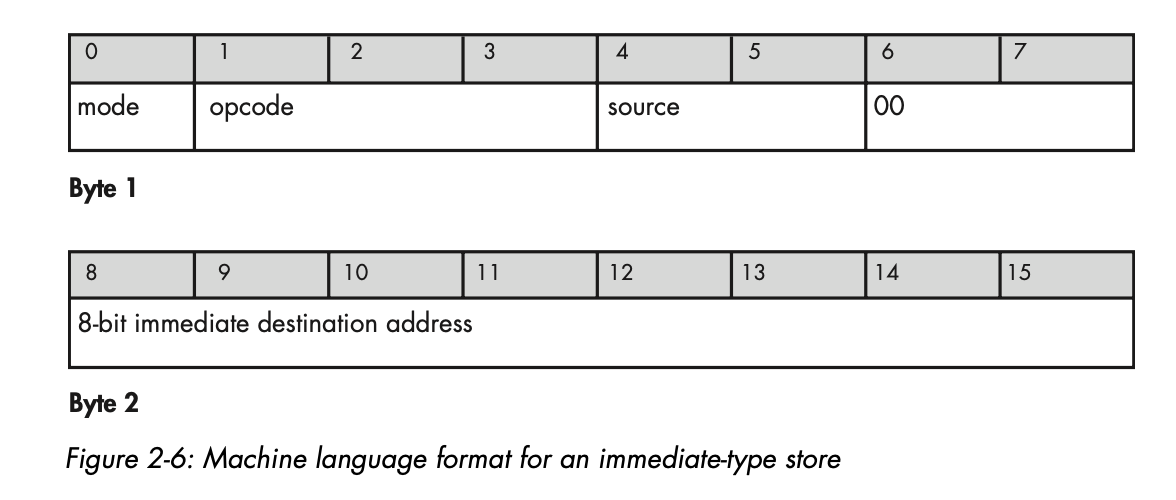 0 1 2 3 4 5 6 7
mode opcode source 00
Byte 1
8 9 10 11 12 13 14 15
8-bit immediate destination address
Byte 2
Figure 2-6: Machine language format for an immediate-type store